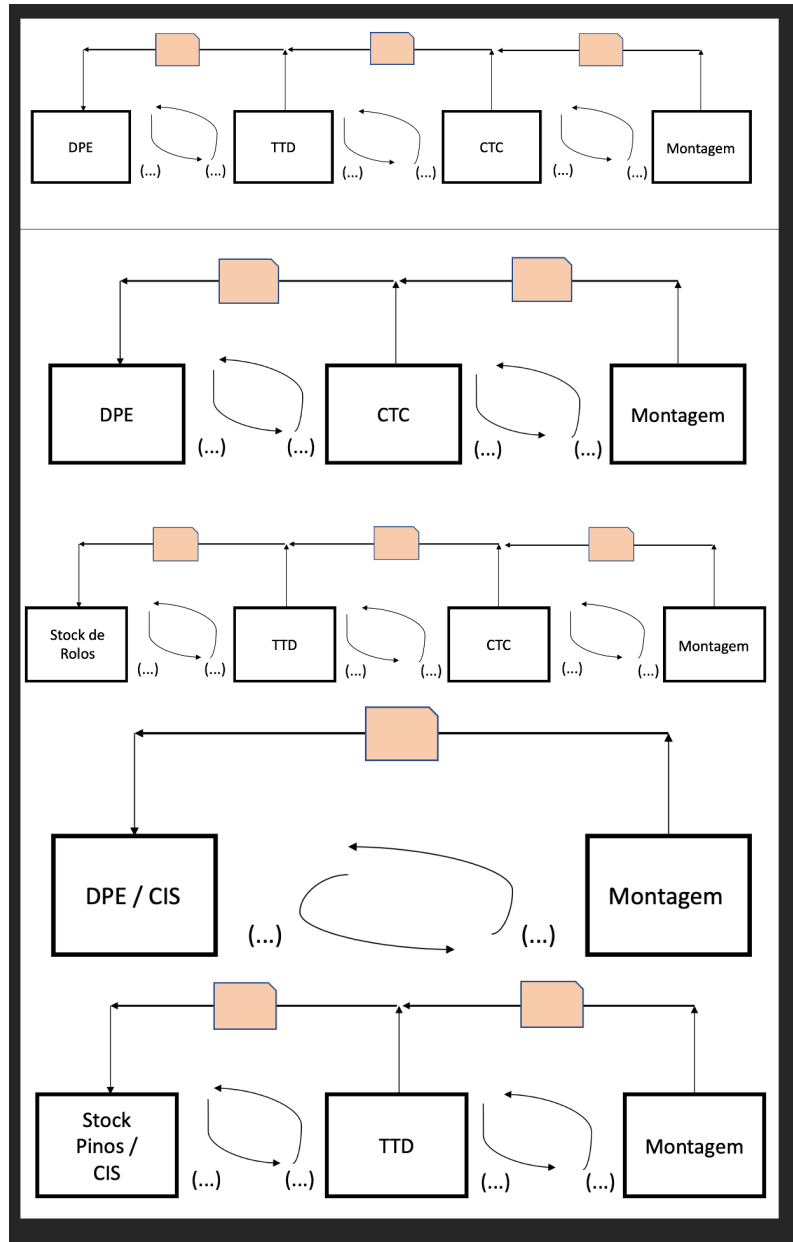 DPE
TTD
CTC
Montagem
(...)
(...)
(...)
(...)
(...)
(...)
DPE
CTC
Montagem
(...)
(...)
(...)
(...)
Stock de
Rolos
TTD
CTC
Montagem
(...)
(...)
(...)
(...)
(...)
(...)
DPE / CIS
Montagem
(...)
(...)
Stock
Pinos /
CIS
TTD
Montagem
(...)
(...)
(...)
(...)